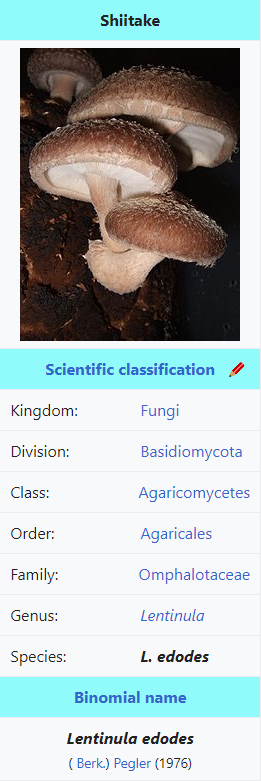 Shiitake
Scientific classification
Kingdom: Fungi
Division: Basidiomycota
Class: Agaricomycetes
Order: Agaricales
Family: Omphalotaceae
Genus: Lentinula
Species: L. edodes
Binomial name
Lentinula edodes
( Berk.) Pegler (1976)